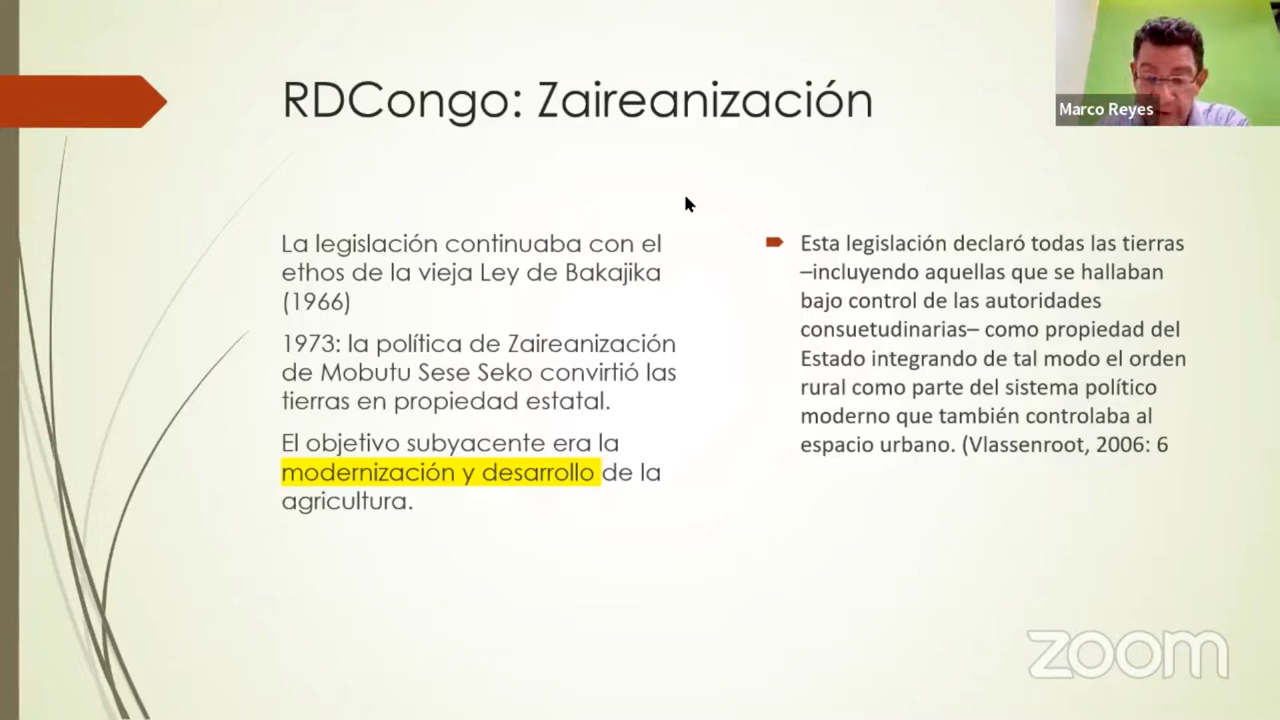 RDCongo: Zaireanización
Marco Reyes
La legislación continuaba con el
ethos de la vieja Ley de Bakajika
(1966)
1973: la política de Zaireanización
de Mobutu Sese Seko convirtió las
tierras en propiedad estatal.
El objetivo subyacente era la
modernización y desarrollo de la
agricultura.
Esta legislación declaró todas las tierras
–incluyendo aquellas que se hallaban
bajo control de las autoridades
consuetudinarias– como propiedad del
Estado integrando de tal modo el orden
rural como parte del sistema político
moderno que también controlaba al
espacio urbano. (Vlassenroot, 2006: 6
zoom